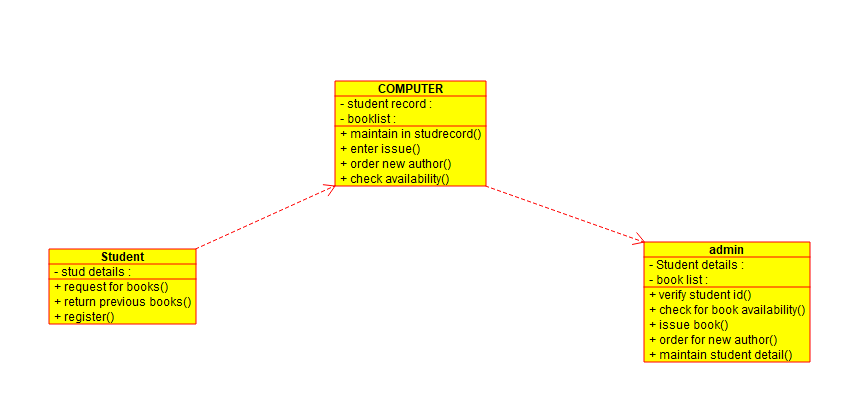 COMPUTER
- student record :
- booklist :
+ maintain in studrecord()
+ enter issue()
+ order new author()
+ check availability()
Student
- stud details :
+ request for books()
+ return previous books()
+ register()
admin
- Student details :
- book list :
+ verify student id()
+ check for book availability()
+ issue book()
+ order for new author()
+ maintain student detail()